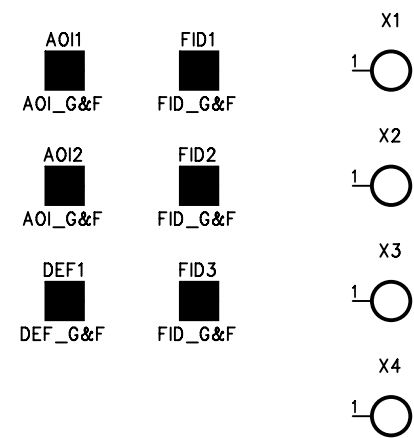 X1
AOI1 FID1
1
AOI_G&F FID_G&F
X2
AOI2 FID2
1
AOI_G&F FID_G&F
X3
DEF1 FID3
1
DEF_G&F FID_G&F
X4
1